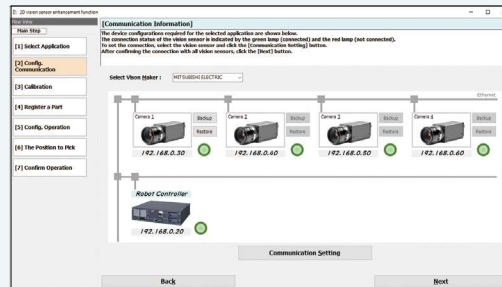 2D vision sensor enhancement function
Main Step
[1] Select Application
[2] Config. Communication
[3] Calibration
[4] Register a Part
[5] Config. Operation
[6] The Position to Pick
[7] Confirm Operation
[Communication Information]
The device configurations required for the selected application are shown below.
The connection status of the vision sensor is indicated by the green lamp (connected) and the red lamp (not connected).
To set the connection, select the vision sensor and click the [Communication Setting] button.
After confirming the connection with all vision sensors, click the [Next] button.
Select Vison Maker : MITSUBISHI ELECTRIC
Ethernet
Camera 1 Backup Restore
192.168.0.30
Camera 2 Backup Restore
192.168.0.40
Camera 3 Backup Restore
192.168.0.50
Camera 4 Backup Restore
192.168.0.60
Robot Controller
192.168.0.20
Communication Setting
Back
Next